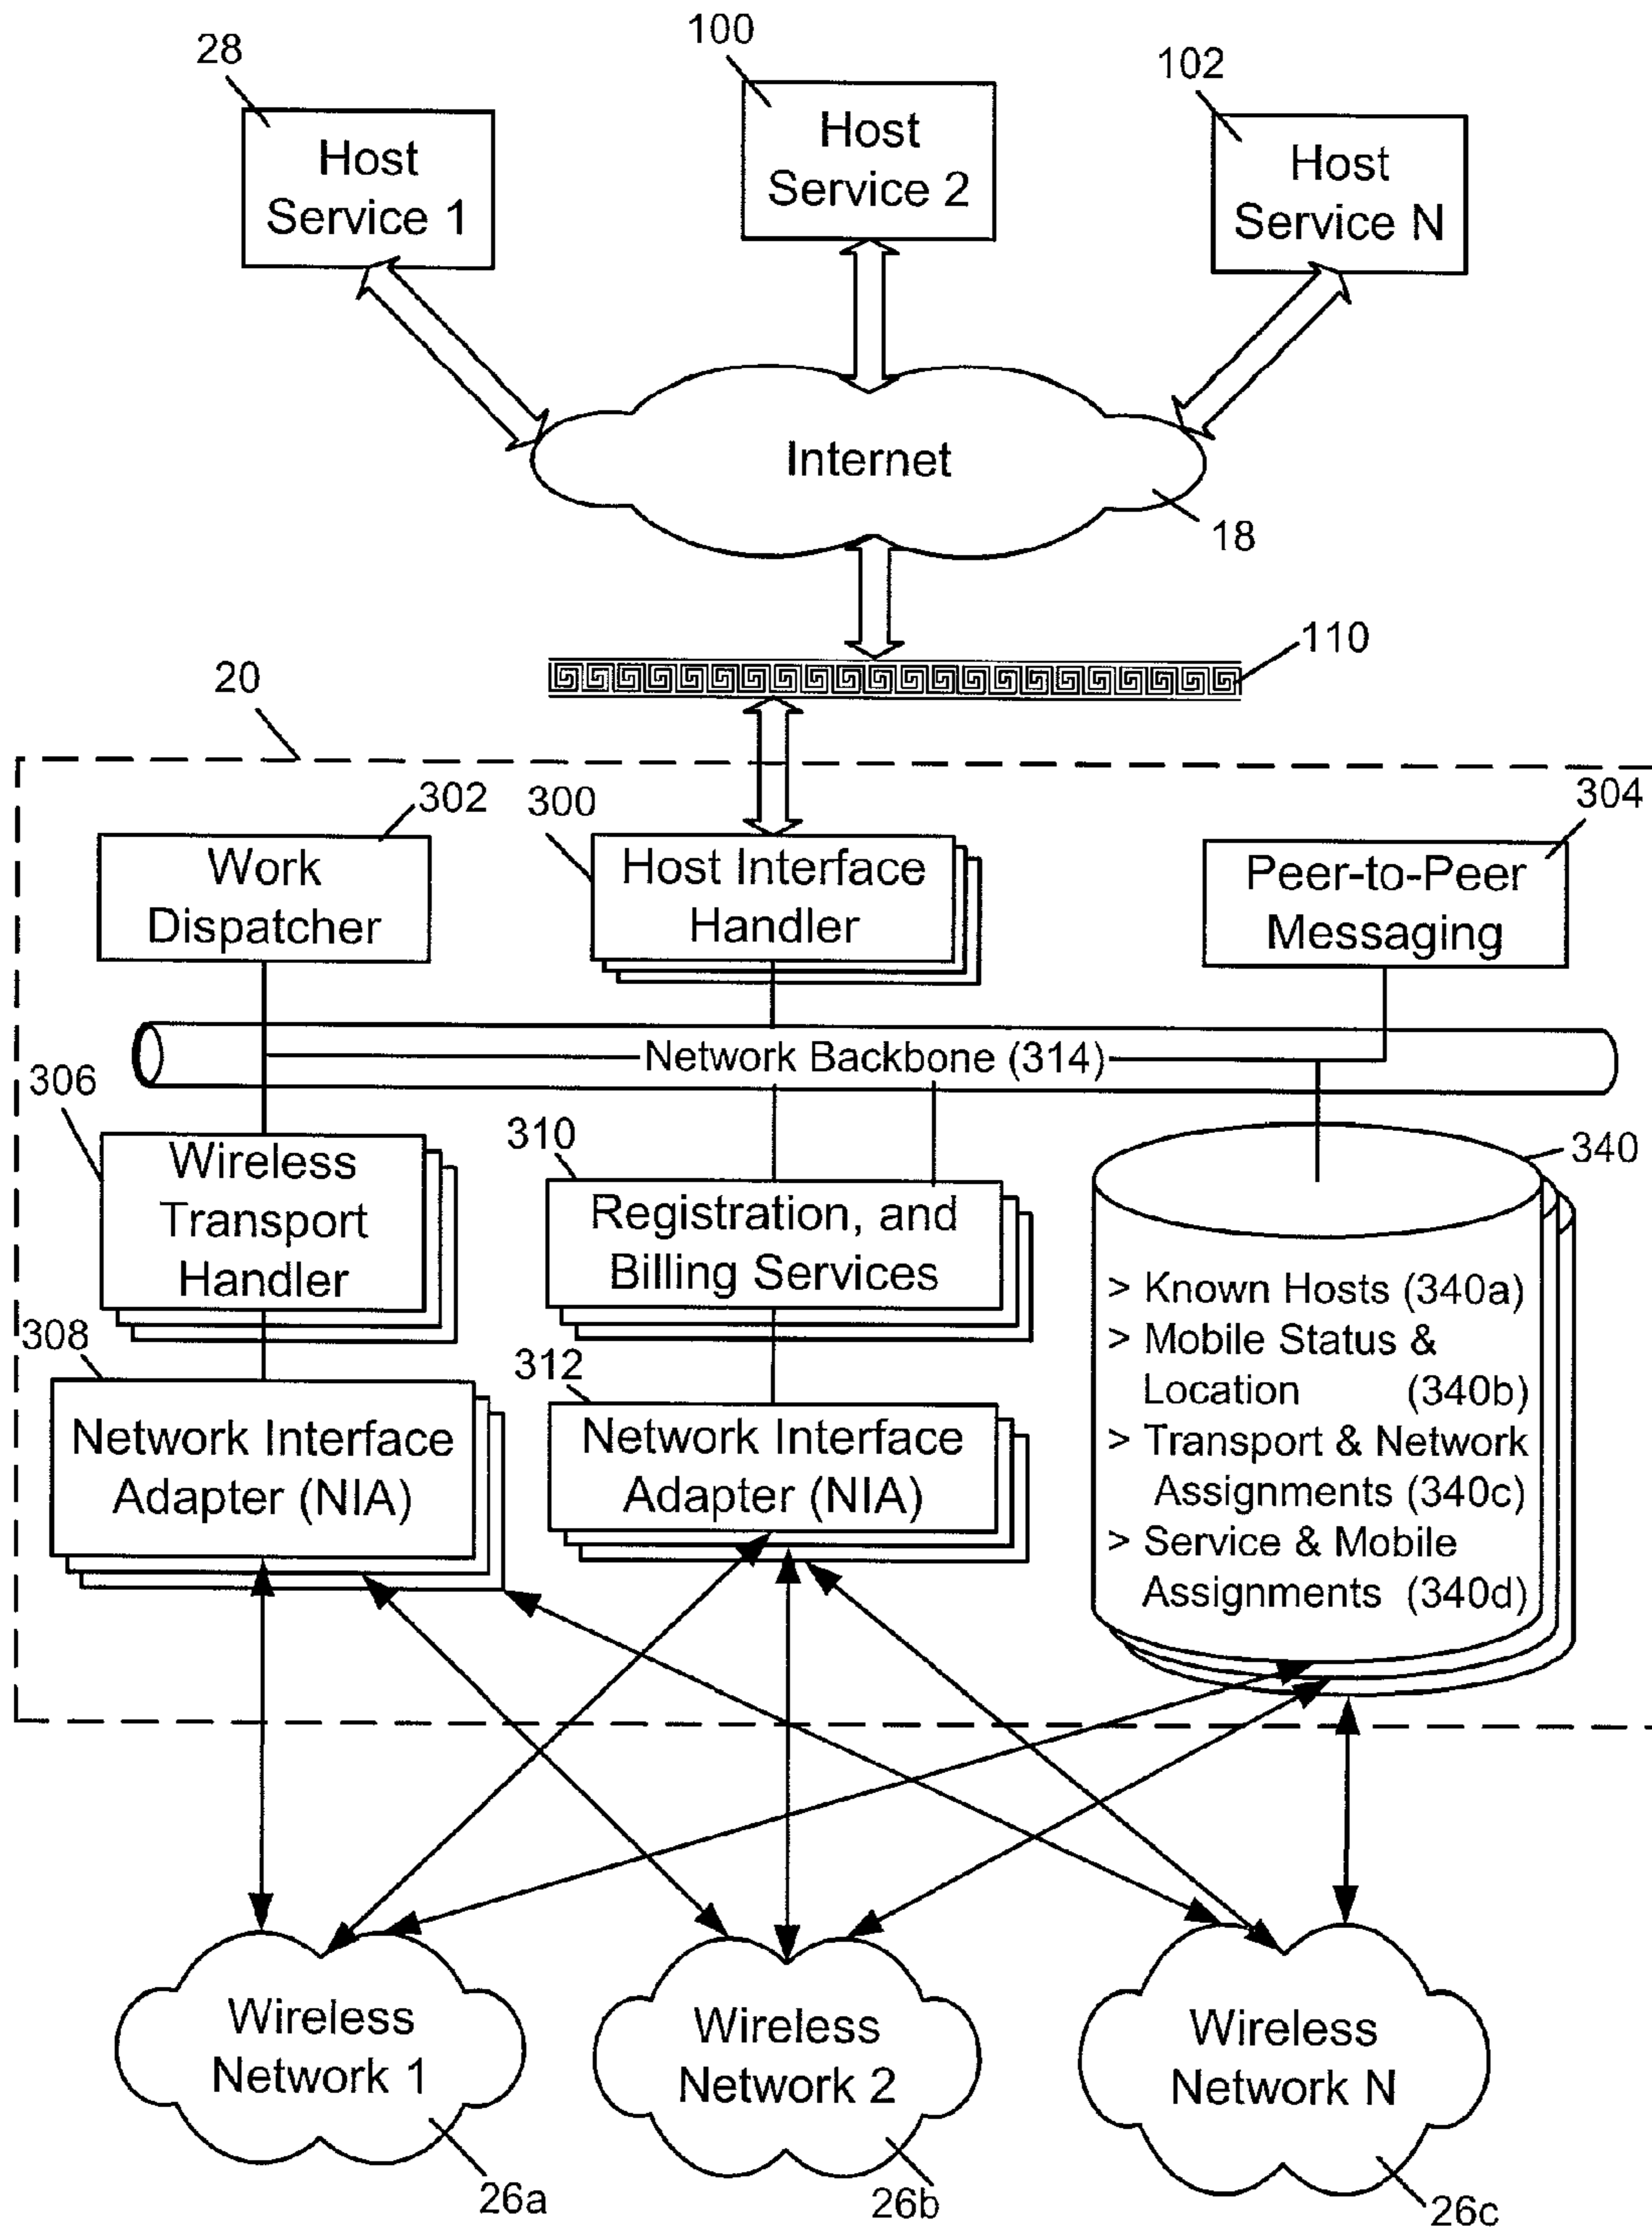 28
100
102
Host
Service 1
Host
Service 2
Host
Service N
Internet
18
110
20
302
300
304
Work
Dispatcher
Host Interface
Handler
Peer-to-Peer
Messaging
Network Backbone (314)
306
310
340
Wireless
Transport
Handler
Registration, and
Billing Services
> Known Hosts (340a)
> Mobile Status &
Location (340b)
> Transport & Network
Assignments (340c)
> Service & Mobile
Assignments (340d)
308
312
Network Interface
Adapter (NIA)
Network Interface
Adapter (NIA)
Wireless
Network 1
Wireless
Network 2
Wireless
Network N
26a
26b
26c